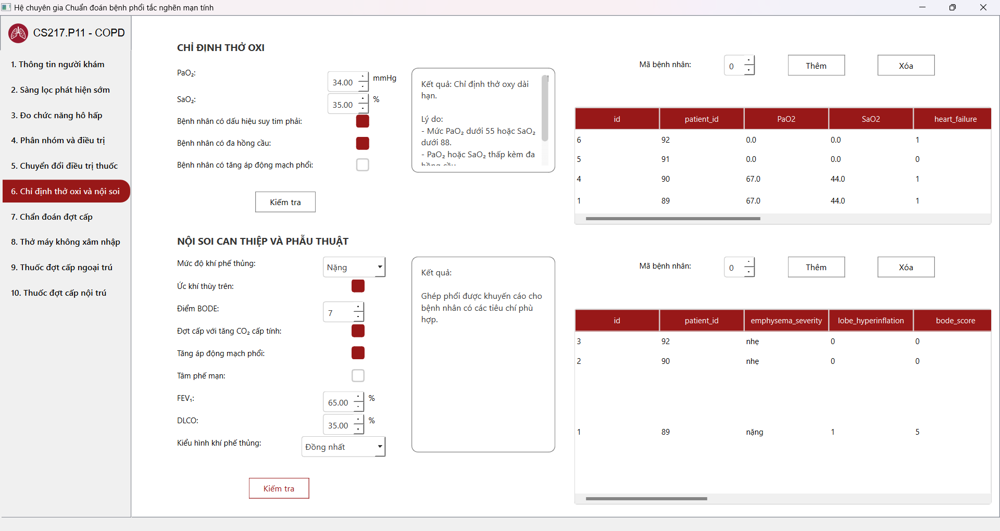 Hệ chuyên gia Chuẩn đoán bệnh phổi tắc nghẽn mạn tính
CS217.P11 - COPD
1. Thông tin người khám
2. Sàng lọc phát hiện sớm
3. Đo chức năng hô hấp
4. Phân nhóm và điều trị
5. Chuyển đổi điều trị thuốc
6. Chỉ định thở oxi và nội soi
7. Chẩn đoán đợt cấp
8. Thở máy không xâm nhập
9. Thuốc đợt cấp ngoại trú
10. Thuốc đợt cấp nội trú
CHỈ ĐỊNH THỞ OXI
PaO₂: 34.00 mmHg
SaO₂: 35.00 %
Bệnh nhân có dấu hiệu suy tim phải:
Bệnh nhân có đa hồng cầu:
Bệnh nhân có tăng áp động mạch phổi:
Kiểm tra
Kết quả: Chỉ định thở oxy dài
hạn.
Lý do:
- Mức PaO₂ dưới 55 hoặc SaO₂
dưới 88.
- PaO₂ hoặc SaO₂ thấp kèm đa
hồng cầu
Mã bệnh nhân: 0 Thêm Xóa
id patient_id PaO2 SaO2 heart_failure
6 92 0.0 0.0 1
5 91 0.0 0.0 0
4 90 67.0 44.0 1
1 89 67.0 44.0 1
NỘI SOI CAN THIỆP VÀ PHẪU THUẬT
Mức độ khí phế thủng: Nặng
Ức khí thùy trên:
Điểm BODE: 7
Đợt cấp với tăng CO₂ cấp tính:
Tăng áp động mạch phổi:
Tâm phế mạn:
FEV₁: 65.00 %
DLCO: 35.00 %
Kiểu hình khí phế thủng: Đồng nhất
Kiểm tra
Kết quả:
Ghép phổi được khuyến cáo cho
bệnh nhân có các tiêu chí phù
hợp.
Mã bệnh nhân: 0 Thêm Xóa
id patient_id emphysema_severity lobe_hyperinflation bode_score
3 92 nhẹ 0 0
2 90 nhẹ 0 0
1 89 nặng 1 5